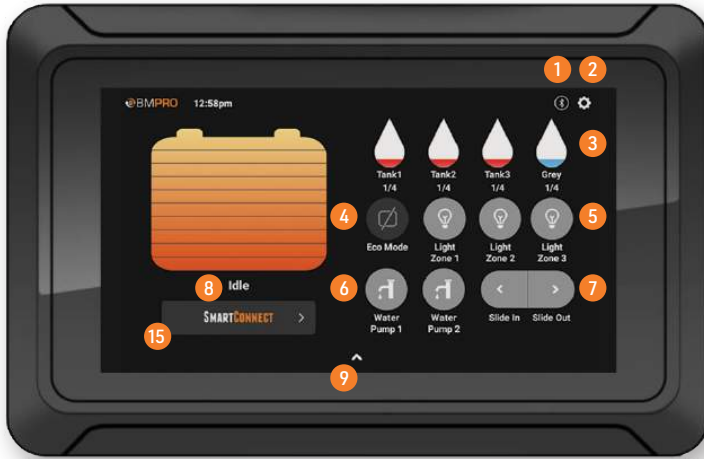 1 2
BMPRO 12:58pm
3
Tank1 Tank2 Tank3 Grey
1/4 1/4 1/4 1/4
4 5
Eco Mode Light Zone 1 Light Zone 2 Light Zone 3
8 Idle
6 7
SMARTCONNECT >
Water Pump 1 Water Pump 2 Slide In Slide Out
15
9